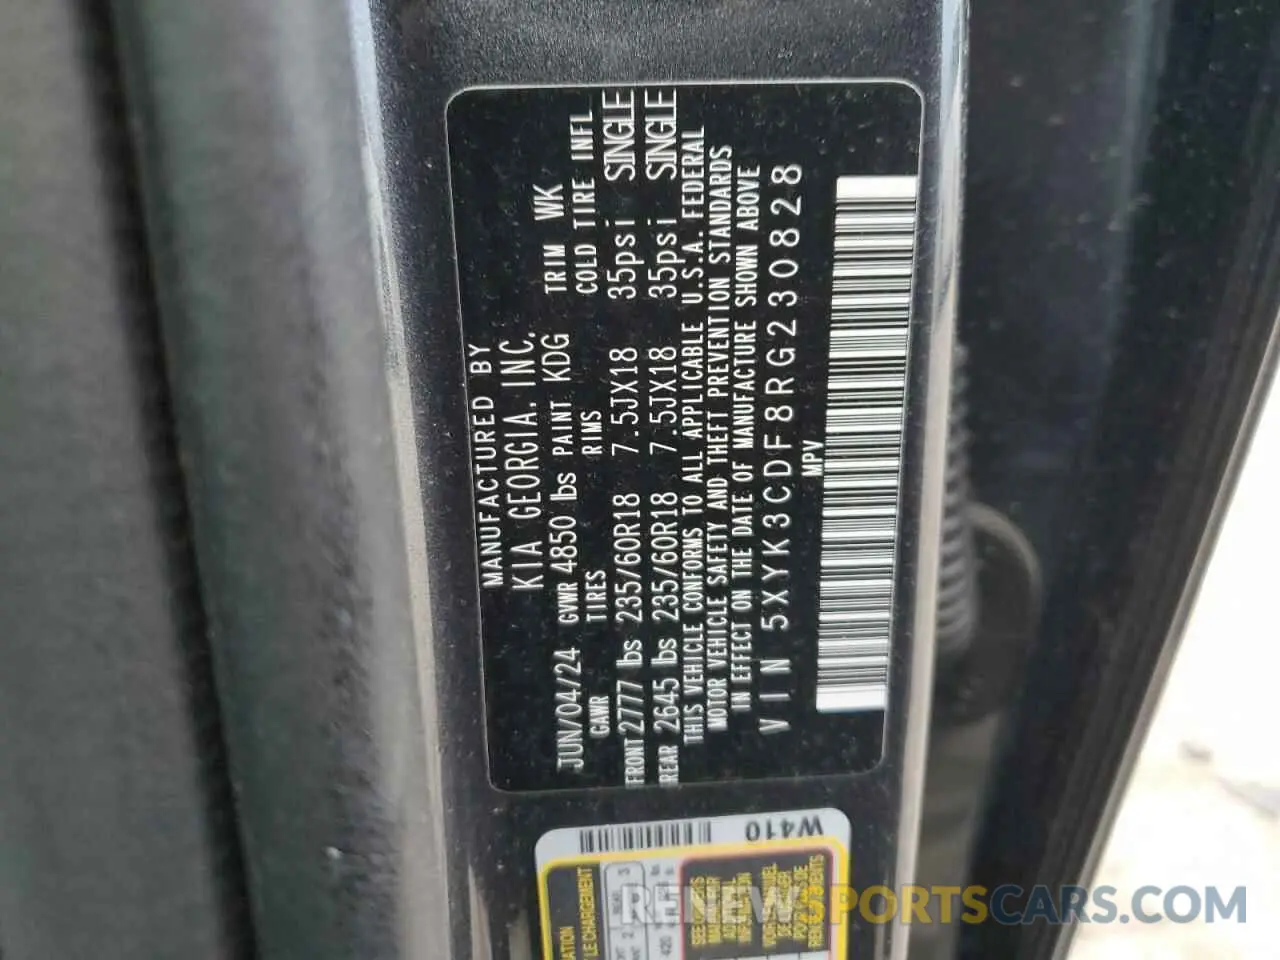 MANUFACTURED BY
KIA GEORGIA, INC.
JUN/04/24 GVWR 4850 lbs PAINT KDG TRIM WK
GAWR TIRES RIMS COLD TIRE INFL
FRONT 2777 lbs 235/60R18 7.5JX18 35psi SINGLE
REAR 2645 lbs 235/60R18 7.5JX18 35psi SINGLE
THIS VEHICLE CONFORMS TO ALL APPLICABLE U.S.A. FEDERAL
MOTOR VEHICLE SAFETY AND THEFT PREVENTION STANDARDS
IN EFFECT ON THE DATE OF MANUFACTURE SHOWN ABOVE
VIN 5XYK3CDF8RG230828
MPV
W410
LE CHARGEMENT
420
RENEWSPORTSCARS.COM